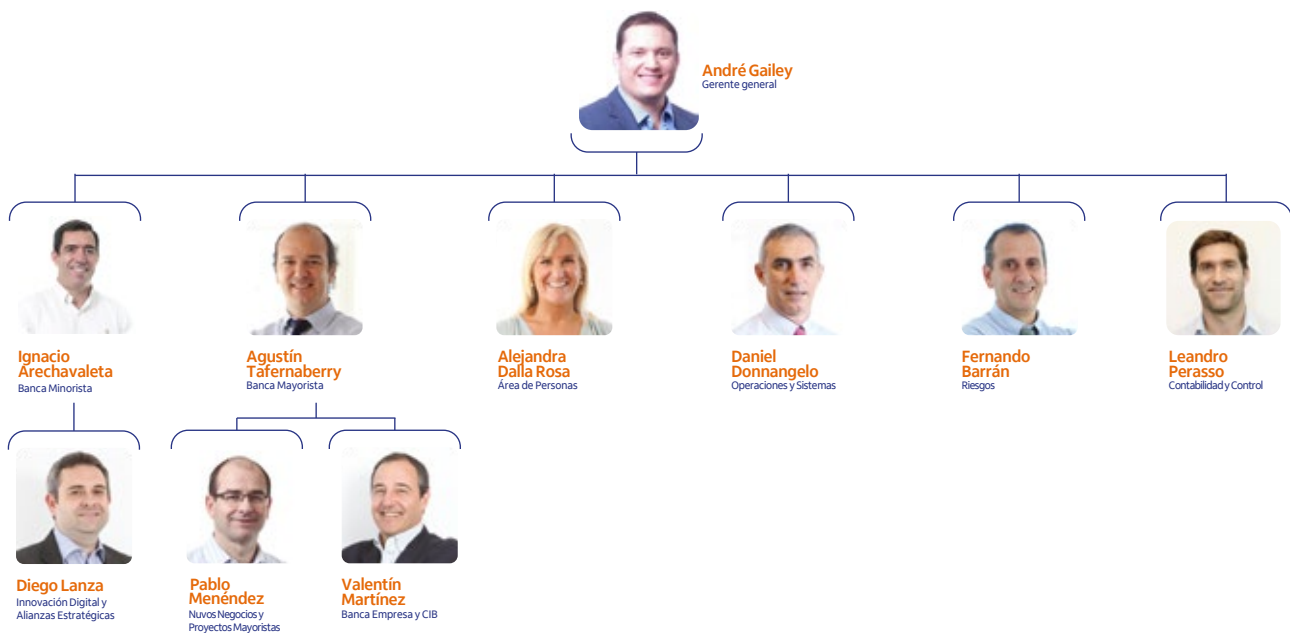 André Gailey
Gerente general
Ignacio
Arechavaleta
Banca Minorista
Agustín
Tafernaberry
Banca Mayorista
Alejandra
Dalla Rosa
Área de Personas
Daniel
Donnangelo
Operaciones y Sistemas
Fernando
Barrán
Riesgos
Leandro
Perasso
Contabilidad y Control
Diego Lanza
Innovación Digital y
Alianzas Estratégicas
Pablo
Menéndez
Nuvos Negocios y
Proyectos Mayoristas
Valentín
Martínez
Banca Empresa y CIB